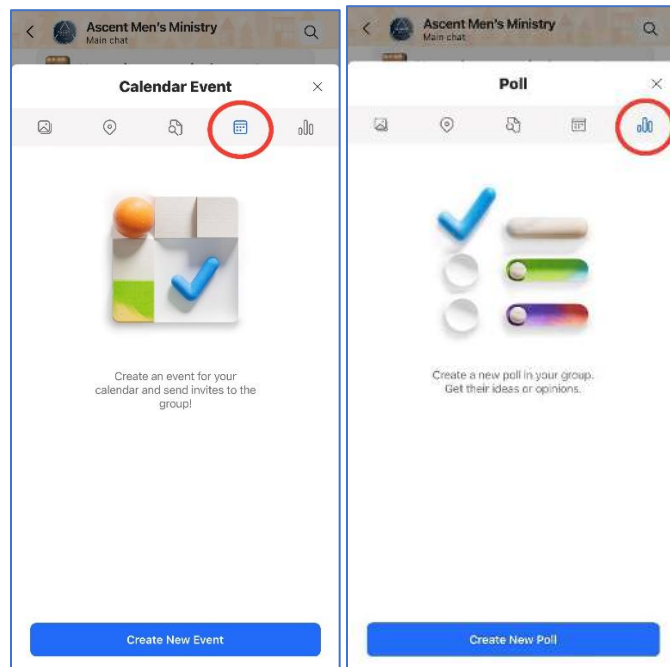 Ascent Men's Ministry
Main chat
Calendar Event
Create an event for your
calendar and send invites to the
group!
Create New Event
Ascent Men's Ministry
Main chat
Poll
Create a new poll in your group.
Get their ideas or opinions.
Create New Poll